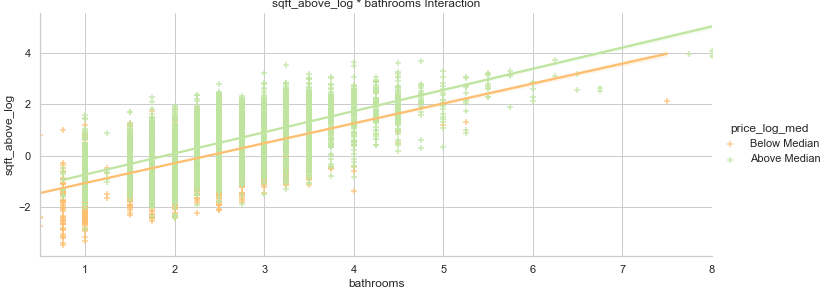 sqft_above_log * bathrooms Interaction
4
2
0
−2
sqft_above_log
1 2 3 4 5 6 7 8
bathrooms
price_log_med
Below Median
Above Median